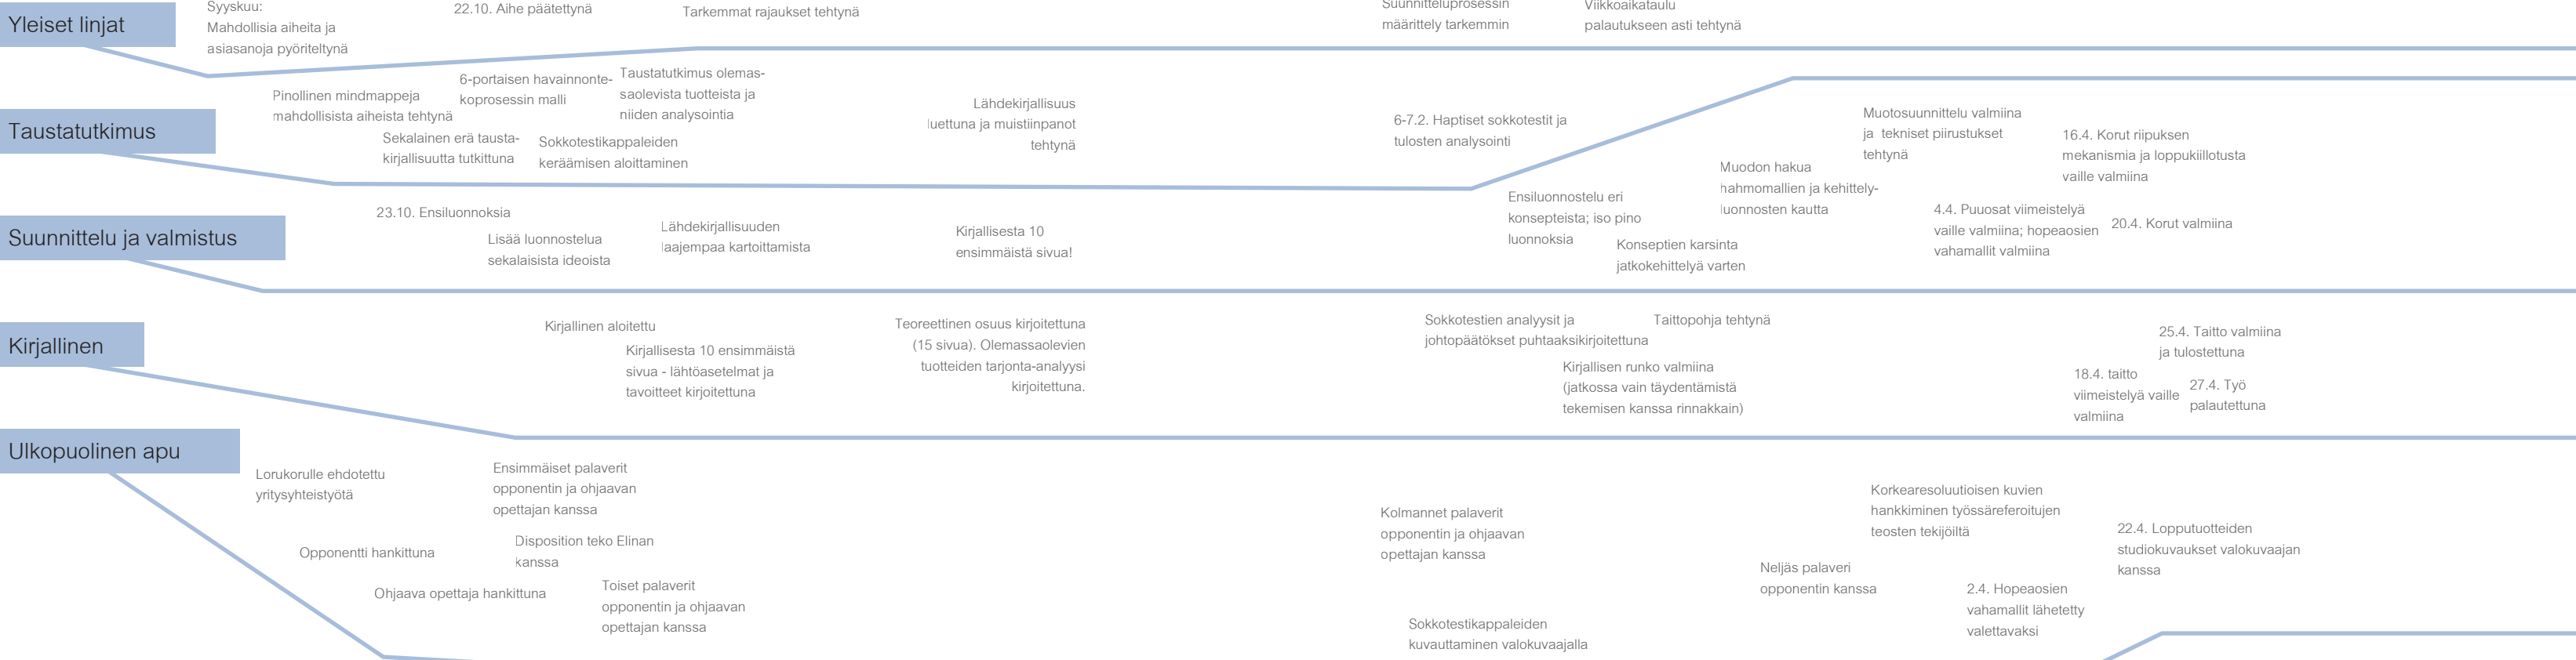 Yleiset linjat
Syyskuu:
Mahdollisia aiheita ja
asiasanoja pyöriteltynä
22.10. Aihe päätettynä
Tarkemmat rajaukset tehtynä
Suunnitteluprosessin
määrittely tarkemmin
Viikkoaikataulu
palautukseen asti tehtynä
Taustatutkimus
Pinollinen mindmappeja
mahdollisista aiheista tehtynä
6-portaisen havainnonte-
koprosessin malli
Taustatutkimus olemas-
saolevista tuotteista ja
niiden analysointia
Sekalainen erä tausta-
kirjallisuutta tutkittuna
Sokkotestikappaleiden
keräämisen aloittaminen
Lähdekirjallisuus
luettuna ja muistiinpanot
tehtynä
6-7.2. Haptiset sokkotestit ja
tulosten analysointi
Suunnittelu ja valmistus
23.10. Ensiluonnoksia
Lisää luonnostelua
sekalaisista ideoista
Lähdekirjallisuuden
laajempaa kartoittamista
Kirjallisesta 10
ensimmäistä sivua!
Ensiluonnostelu eri
konsepteista; iso pino
luonnoksia
Konseptien karsinta
jatkokehittelyä varten
Muodon hakua
hahmomallien ja kehittely-
luonnosten kautta
Muotosuunnittelu valmiina
ja tekniset piirustukset
tehtynä
4.4. Puuosat viimeistelyä
vaille valmiina; hopeaosien
vahamallit valmiina
16.4. Korut riipuksen
mekanismia ja loppukiillotusta
vaille valmiina
20.4. Korut valmiina
Kirjallinen
Kirjallinen aloitettu
Kirjallisesta 10 ensimmäistä
sivua - lähtöasetelmat ja
tavoitteet kirjoitettuna
Teoreettinen osuus kirjoitettuna
(15 sivua). Olemassaolevien
tuotteiden tarjonta-analyysi
kirjoitettuna.
Sokkotestien analyysit ja
johtopäätökset puhtaaksikirjoitettuna
Taittopohja tehtynä
Kirjallisen runko valmiina
(jatkossa vain täydentämistä
tekemisen kanssa rinnakkain)
18.4. taitto
viimeistelyä vaille
valmiina
25.4. Taitto valmiina
ja tulostettuna
27.4. Työ
palautettuna
Ulkopuolinen apu
Lorukorulle ehdotettu
yritysyhteistyötä
Opponentti hankittuna
Ohjaava opettaja hankittuna
Ensimmäiset palaverit
opponentin ja ohjaavan
opettajan kanssa
Disposition teko Elinan
kanssa
Toiset palaverit
opponentin ja ohjaavan
opettajan kanssa
Kolmannet palaverit
opponentin ja ohjaavan
opettajan kanssa
Sokkotestikappaleiden
kuvauttaminen valokuvaajalla
Neljäs palaveri
opponentin kanssa
Korkearesoluutioisen kuvien
hankkiminen työssäreferoitujen
teosten tekijöiltä
2.4. Hopeaosien
vahamallit lähetetty
valettavaksi
22.4. Lopputuotteiden
studiokuvaukset valokuvaajan
kanssa